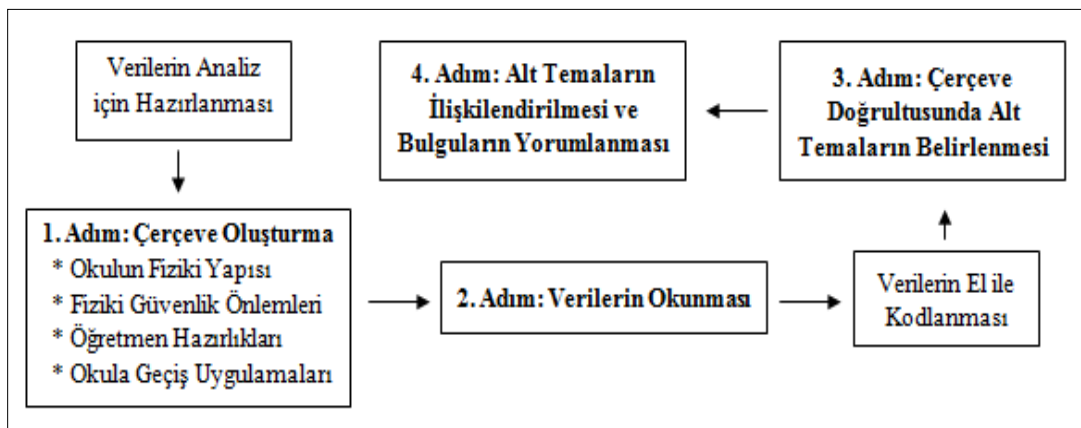 Verilerin Analiz
için Hazırlanması
1. Adım: Çerçeve Oluşturma
* Okulun Fiziki Yapısı
* Fiziki Güvenlik Önlemleri
* Öğretmen Hazırlıkları
* Okula Geçiş Uygulamaları
2. Adım: Verilerin Okunması
Verilerin El ile
Kodlanması
3. Adım: Çerçeve
Doğrultusunda Alt
Temaların Belirlenmesi
4. Adım: Alt Temaların
İlişkilendirilmesi ve
Bulguların Yorumlanması